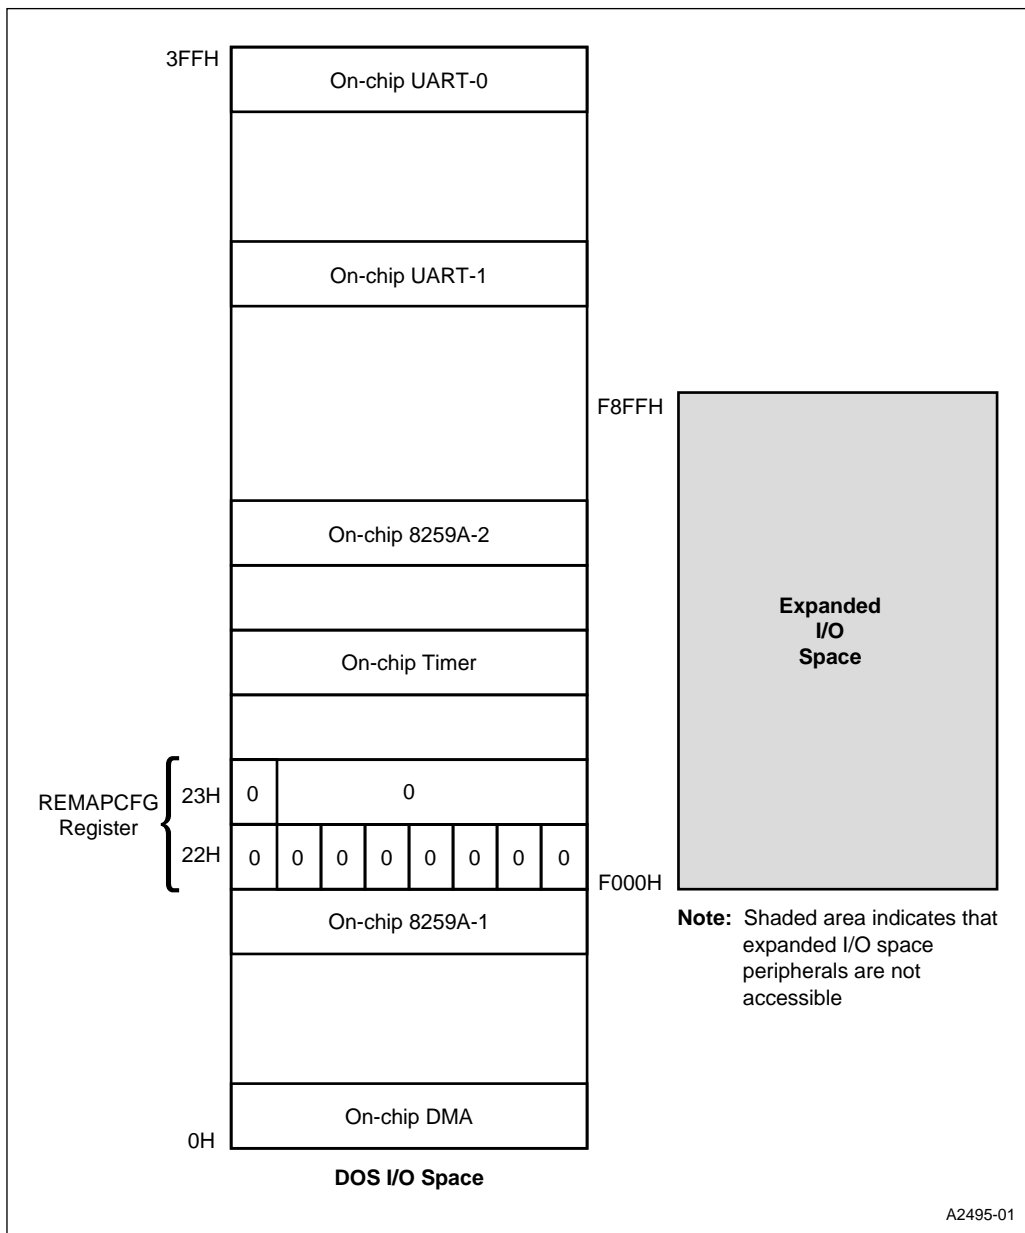 3FFH
On-chip UART-0
On-chip UART-1
F8FFH
On-chip 8259A-2
Expanded
I/O
Space
On-chip Timer
REMAPCFG
Register
23H
0 0
22H
0 0 0 0 0 0 0 0
F000H
On-chip 8259A-1
Note: Shaded area indicates that
expanded I/O space
peripherals are not
accessible
On-chip DMA
0H
DOS I/O Space
A2495-01